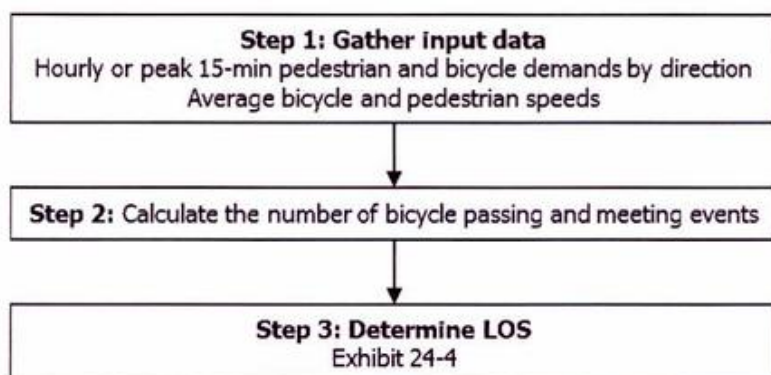 Step 1: Gather input data
Hourly or peak 15-min pedestrian and bicycle demands by direction
Average bicycle and pedestrian speeds
Step 2: Calculate the number of bicycle passing and meeting events
Step 3: Determine LOS
Exhibit 24-4